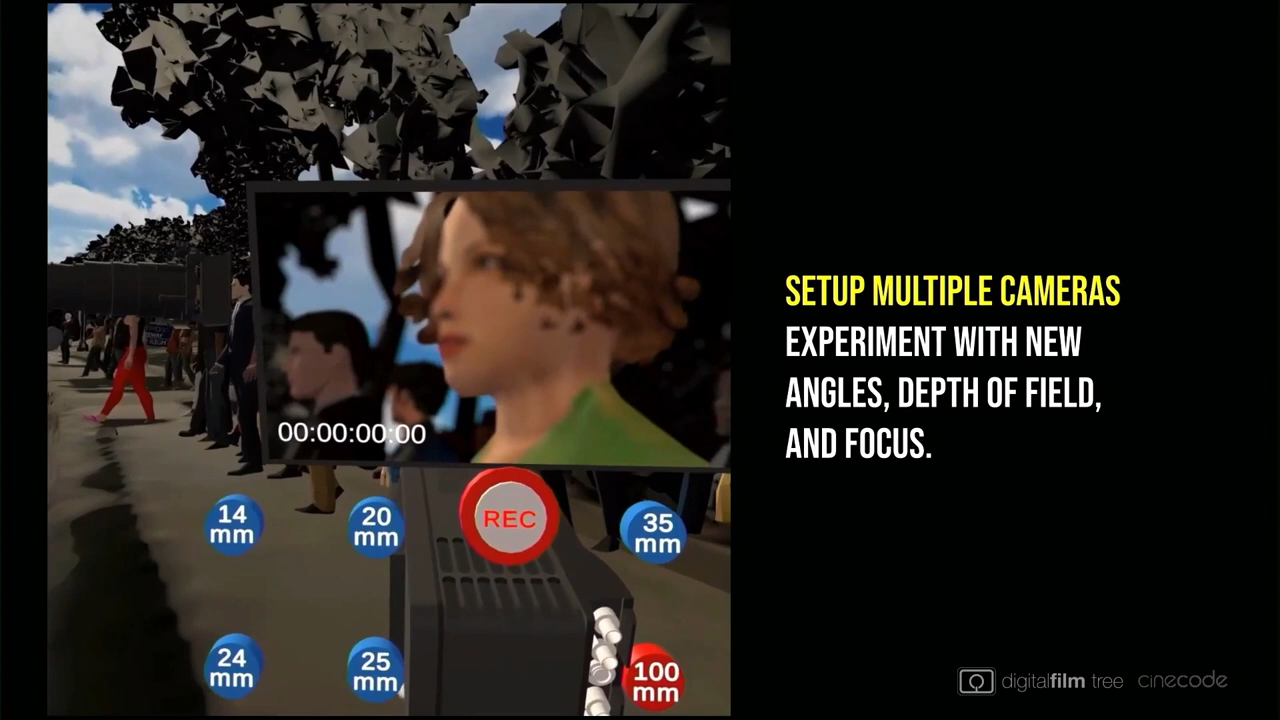 SETUP MULTIPLE CAMERAS
EXPERIMENT WITH NEW
ANGLES, DEPTH OF FIELD,
AND FOCUS.
00:00:00:00
14
mm
20
mm
REC
35
mm
24
mm
25
mm
100
mm
digitalfilm tree cinecode